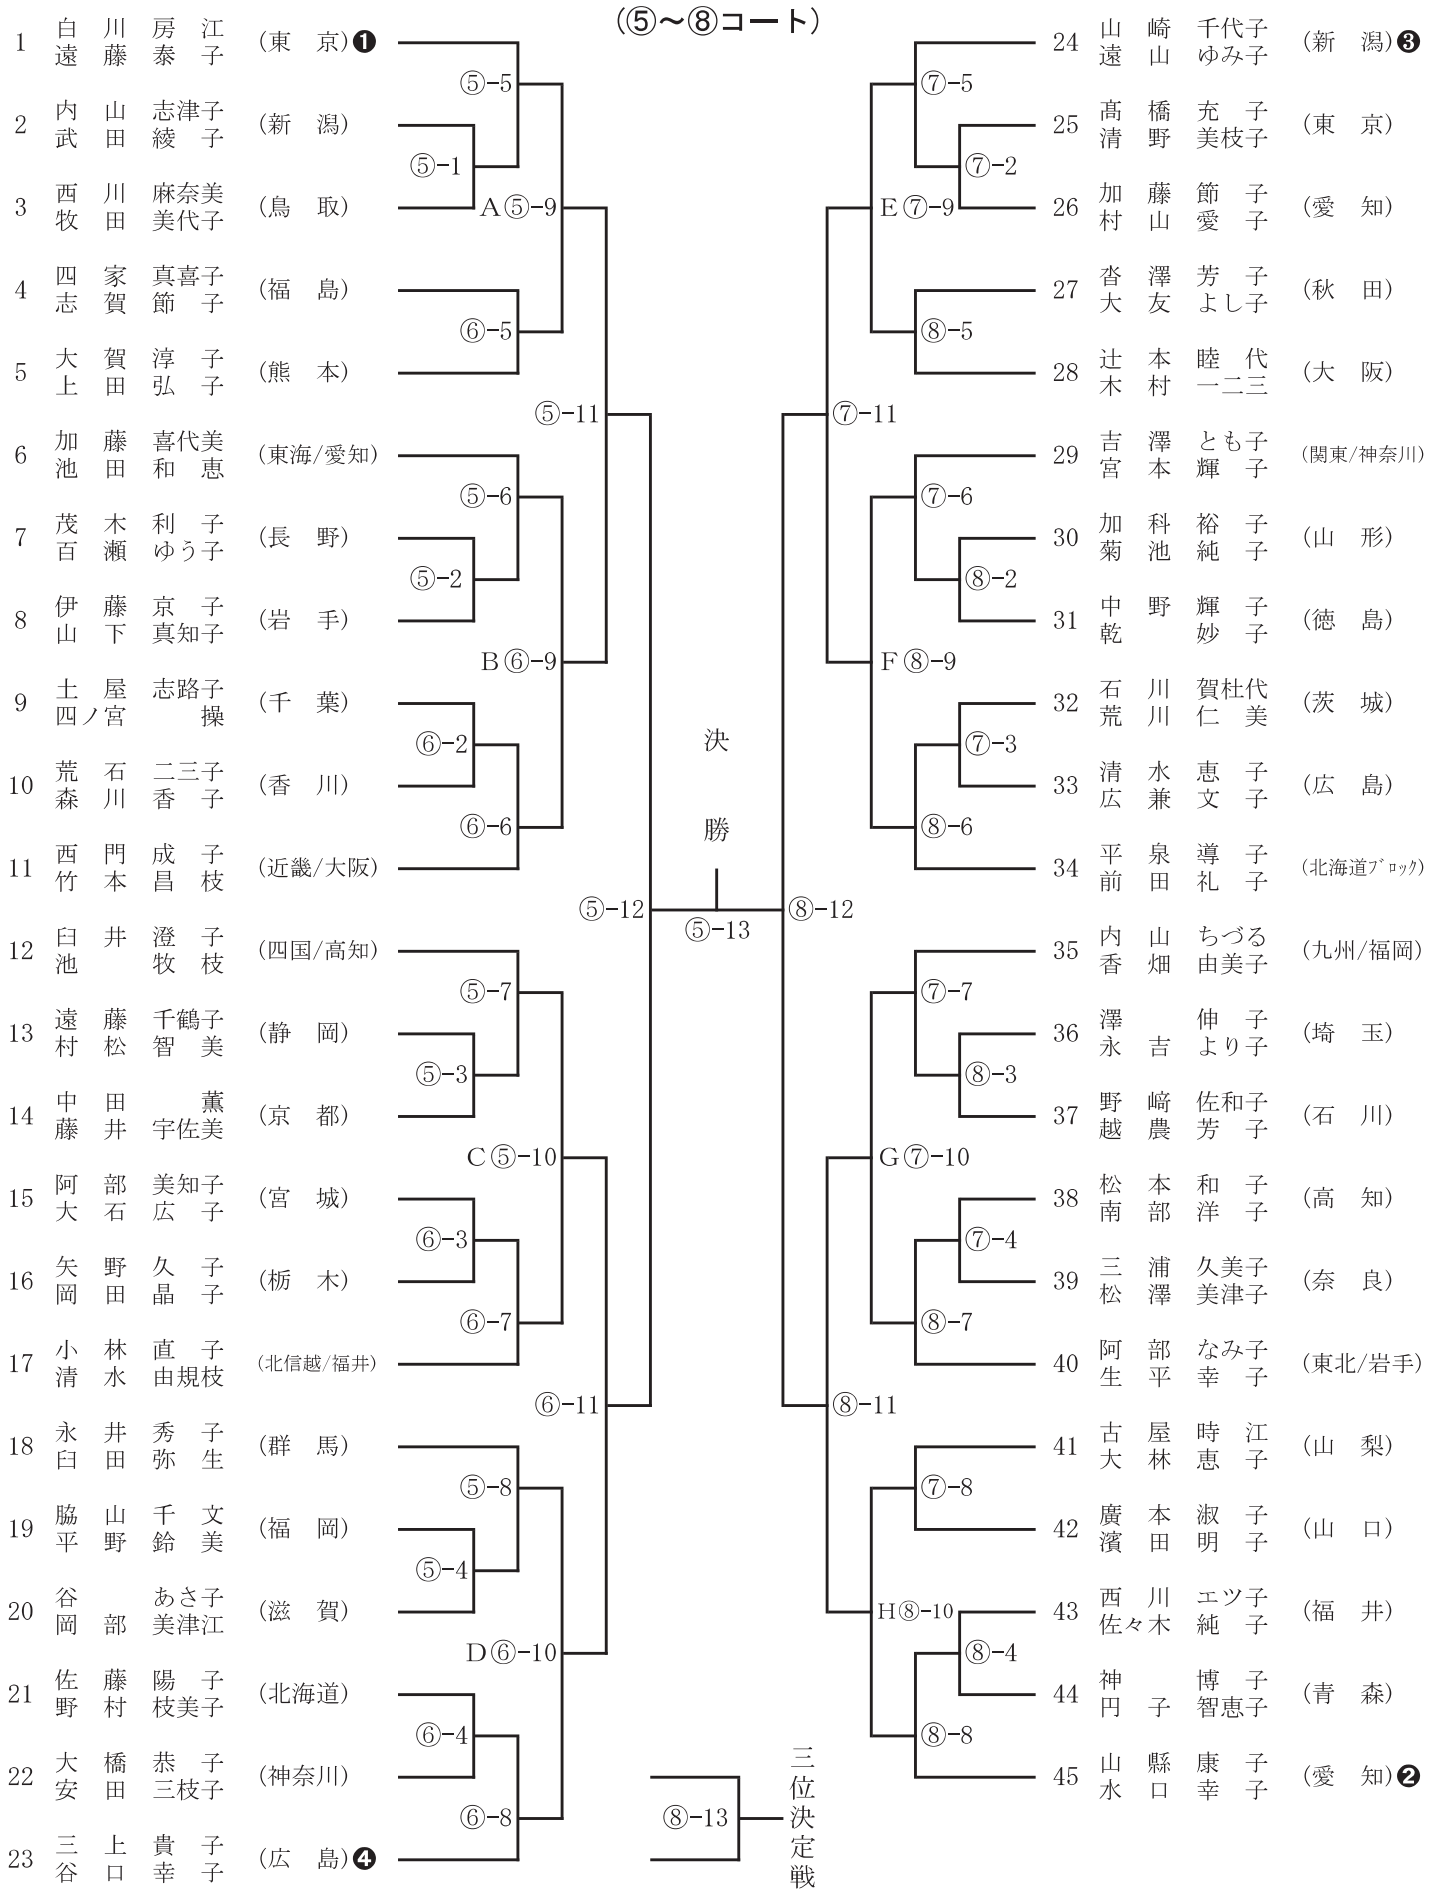 (⑤～⑧コート)
1 白川房江 (東京)❶
遠藤泰子
⑤-5
2 内山志津子 (新潟)
武田綾子
⑤-1
3 西川麻奈美 (鳥取)
牧田美代子
A⑤-9
4 四家真喜子 (福島)
志賀節子
⑥-5
5 大賀淳子 (熊本)
上田弘子
⑤-11
6 加藤喜代美 (東海/愛知)
池田和恵
⑤-6
7 茂木利子 (長野)
百瀬ゆう子
⑤-2
8 伊藤京子 (岩手)
山下真知子
B⑥-9
9 土屋志路子 (千葉)
四ノ宮操
⑥-2
10 荒石二三子 (香川)
森川香子
⑥-6
11 西門成子 (近畿/大阪)
竹本昌枝
⑤-12
12 臼井澄子 (四国/高知)
池牧枝
⑤-7
13 遠藤千鶴子 (静岡)
村松智美
⑤-3
14 中田薫 (京都)
藤井宇佐美
C⑤-10
15 阿部美知子 (宮城)
大石広子
⑥-3
16 矢野久子 (栃木)
岡田晶子
⑥-7
17 小林直子 (北信越/福井)
清水由規枝
⑥-11
18 永井秀子 (群馬)
臼田弥生
⑤-8
19 脇山千文 (福岡)
平野鈴美
⑤-4
20 谷あさ子 (滋賀)
岡部美津江
D⑥-10
21 佐藤陽子 (北海道)
野村枝美子
⑥-4
22 大橋恭子 (神奈川)
安田三枝子
⑥-8
23 三上貴子 (広島)❹
谷口幸子
決勝
⑤-13
24 山崎千代子 (新潟)❸
遠山ゆみ子
⑦-5
25 髙橋充子 (東京)
清野美枝子
⑦-2
26 加藤節子 (愛知)
村山愛子
E⑦-9
27 沓澤芳子 (秋田)
大友よし子
⑧-5
28 辻本睦代 (大阪)
木村一二三
⑦-11
29 吉澤とも子 (関東/神奈川)
宮本輝子
⑦-6
30 加科裕子 (山形)
菊池純子
⑧-2
31 中野輝子 (徳島)
乾妙子
F⑧-9
32 石川賀杜代 (茨城)
荒川仁美
⑦-3
33 清水恵子 (広島)
広兼文子
⑧-6
34 平泉導子 (北海道ﾌﾞﾛｯｸ)
前田礼子
⑧-12
35 内山ちづる (九州/福岡)
香畑由美子
⑦-7
36 澤伸子 (埼玉)
永吉より子
⑧-3
37 野﨑佐和子 (石川)
越農芳子
G⑦-10
38 松本和子 (高知)
南部洋子
⑦-4
39 三浦久美子 (奈良)
松澤美津子
⑧-7
40 阿部なみ子 (東北/岩手)
生平幸子
⑧-11
41 古屋時江 (山梨)
大林恵子
⑦-8
42 廣本淑子 (山口)
濱田明子
H⑧-10
43 西川エツ子 (福井)
佐々木純子
⑧-4
44 神博子 (青森)
円子智恵子
⑧-8
45 山縣康子 (愛知)❷
水口幸子
⑧-13
三位決定戦